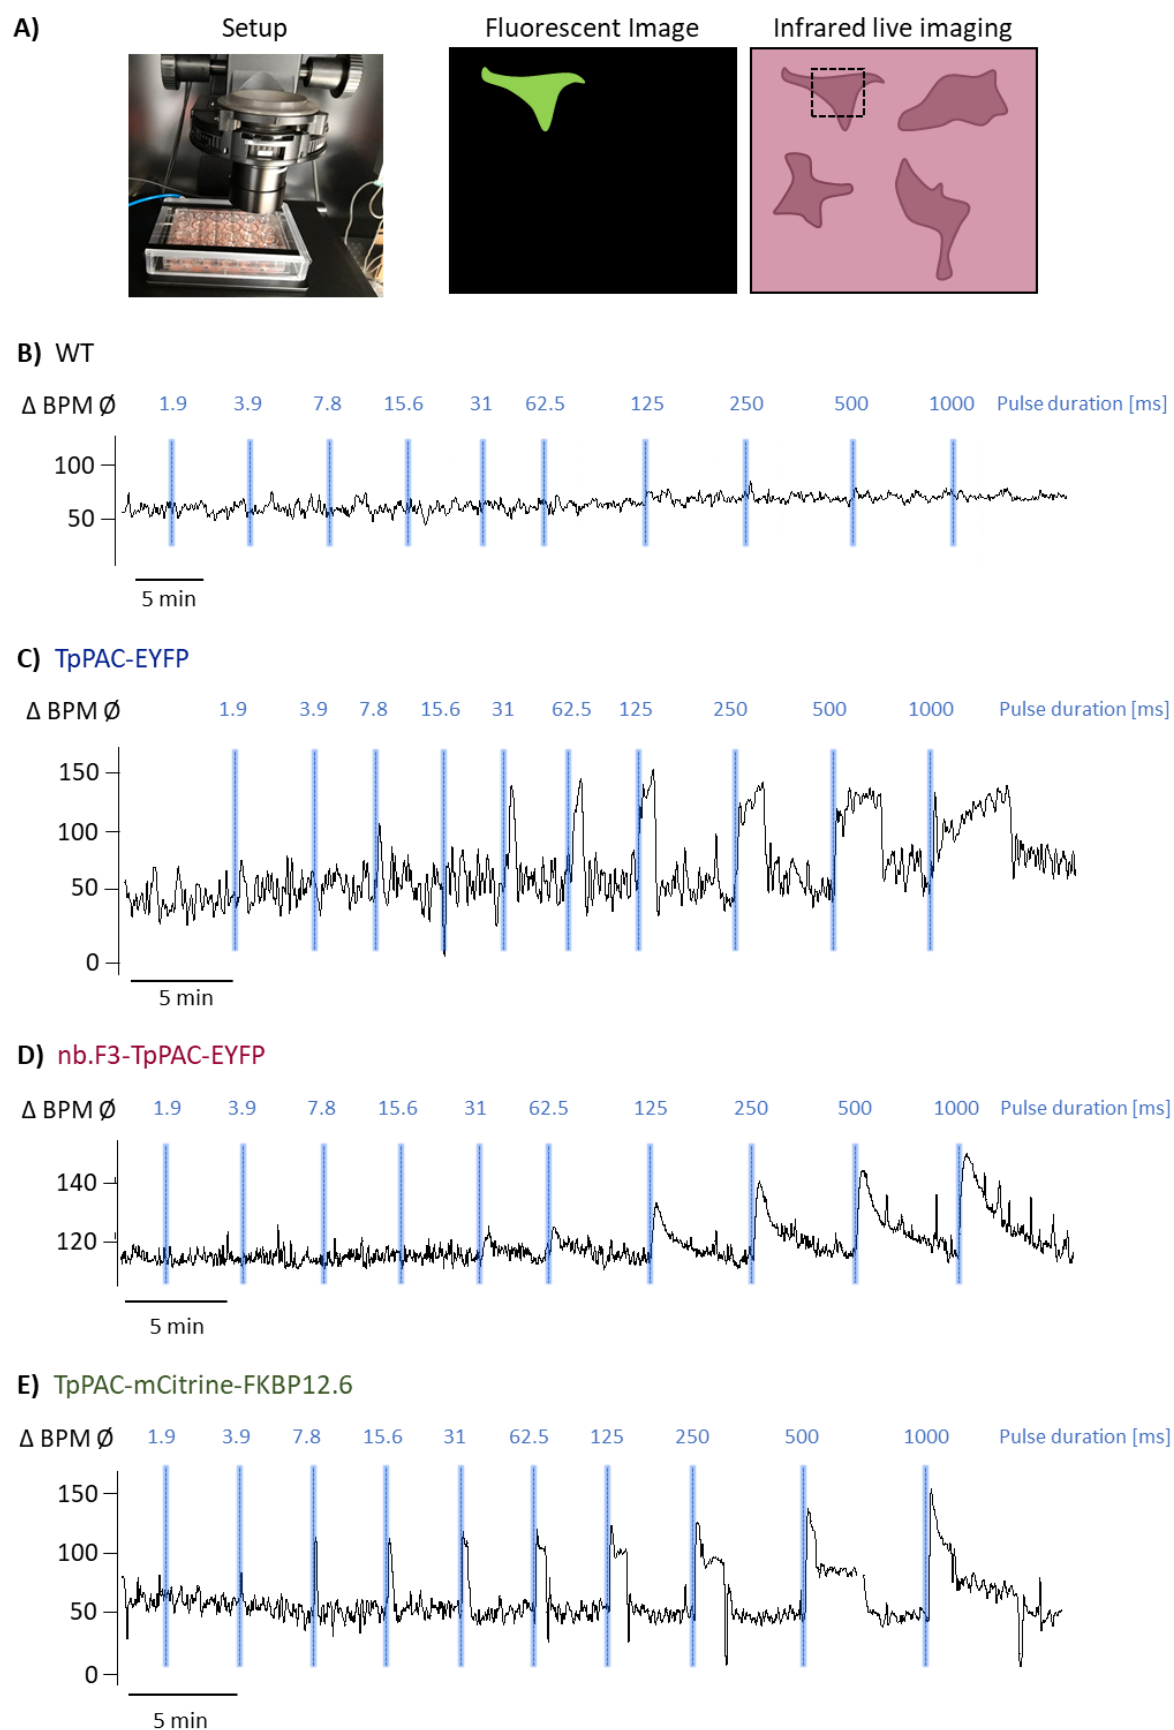 A)
Setup Fluorescent Image Infrared live imaging
B) WT
Δ BPM Ø 1.9 3.9 7.8 15.6 31 62.5 125 250 500 1000 Pulse duration [ms]
100
50
5 min
C) TpPAC-EYFP
Δ BPM Ø 1.9 3.9 7.8 15.6 31 62.5 125 250 500 1000 Pulse duration [ms]
150
100
50
0
5 min
D) nb.F3-TpPAC-EYFP
Δ BPM Ø 1.9 3.9 7.8 15.6 31 62.5 125 250 500 1000 Pulse duration [ms]
140
120
5 min
E) TpPAC-mCitrine-FKBP12.6
Δ BPM Ø 1.9 3.9 7.8 15.6 31 62.5 125 250 500 1000 Pulse duration [ms]
150
100
50
0
5 min